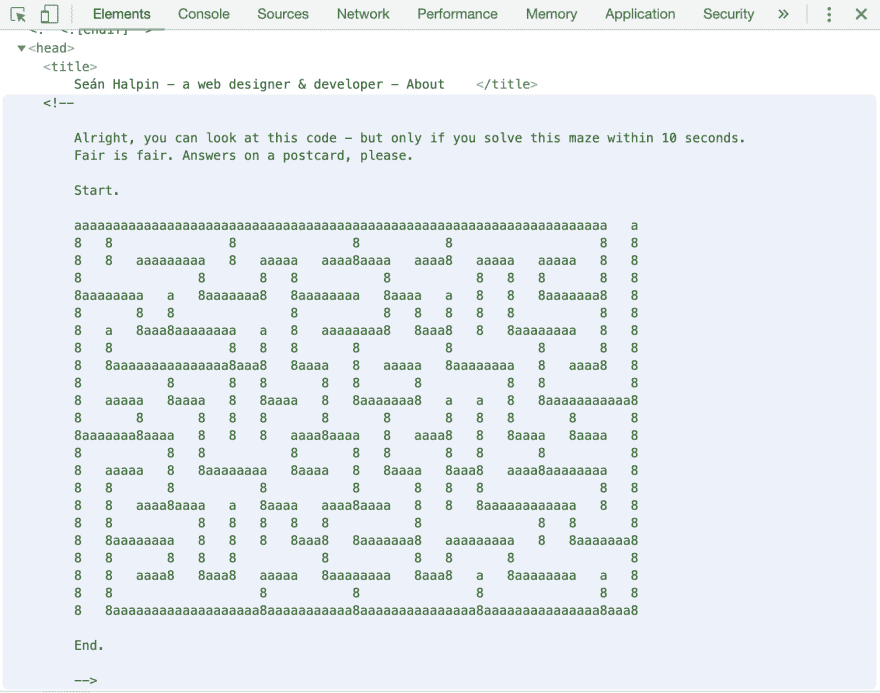 Elements Console Sources Network Performance Memory Application Security »
▼<head>
<title>
Seán Halpin – a web designer & developer – About    </title>
<!--
Alright, you can look at this code – but only if you solve this maze within 10 seconds.
Fair is fair. Answers on a postcard, please.
Start.
aaaaaaaaaaaaaaaaaaaaaaaaaaaaaaaaaaaaaaaaaaaaaaaaaaaaaaaaaaaaaaaaaaaaa   a
8   8               8               8           8                   8   8
8   8   aaaaaaaaa   8   aaaaa   aaaa8aaaa   aaaa8   aaaaa   aaaaa   8   8
8               8       8   8           8           8   8   8       8   8
8aaaaaaaa   a   8aaaaaaa8   8aaaaaaaa   8aaaa   a   8   8   8aaaaaaa8   8
8       8   8               8           8   8   8   8   8           8   8
8   a   8aaa8aaaaaaaa   a   8   aaaaaaaa8   8aaa8   8   8aaaaaaaa   8   8
8   8               8   8   8       8           8           8       8   8
8   8aaaaaaaaaaaaaaa8aaa8   8aaaa   8   aaaaa   8aaaaaaaa   8   aaaa8   8
8           8       8   8       8   8       8           8   8           8
8   aaaaa   8aaaa   8   8aaaa   8   8aaaaaaa8   a   a   8   8aaaaaaaaaaa8
8       8       8   8   8       8       8       8   8   8       8       8
8aaaaaaa8aaaa   8   8   8   aaaa8aaaa   8   aaaa8   8   8aaaa   8aaaa   8
8           8   8           8       8   8       8   8       8           8
8   aaaaa   8   8aaaaaaaa   8aaaa   8   8aaaa   8aaa8   aaaa8aaaaaaaa   8
8   8       8           8           8       8   8   8               8   8
8   8   aaaa8aaaa   a   8aaaa   aaaa8aaaa   8   8   8aaaaaaaaaaaa   8   8
8   8           8   8   8   8   8           8               8   8       8
8   8aaaaaaaa   8   8   8   8aaa8   8aaaaaaa8   aaaaaaaaa   8   8aaaaaaa8
8   8       8   8   8           8           8   8       8               8
8   8   aaaa8   8aaa8   aaaaa   8aaaaaaaa   8aaa8   a   8aaaaaaaa   a   8
8   8                   8           8               8               8   8
8   8aaaaaaaaaaaaaaaaaaa8aaaaaaaaaaa8aaaaaaaaaaaaaaa8aaaaaaaaaaaaaaa8aaa8
End.
-->